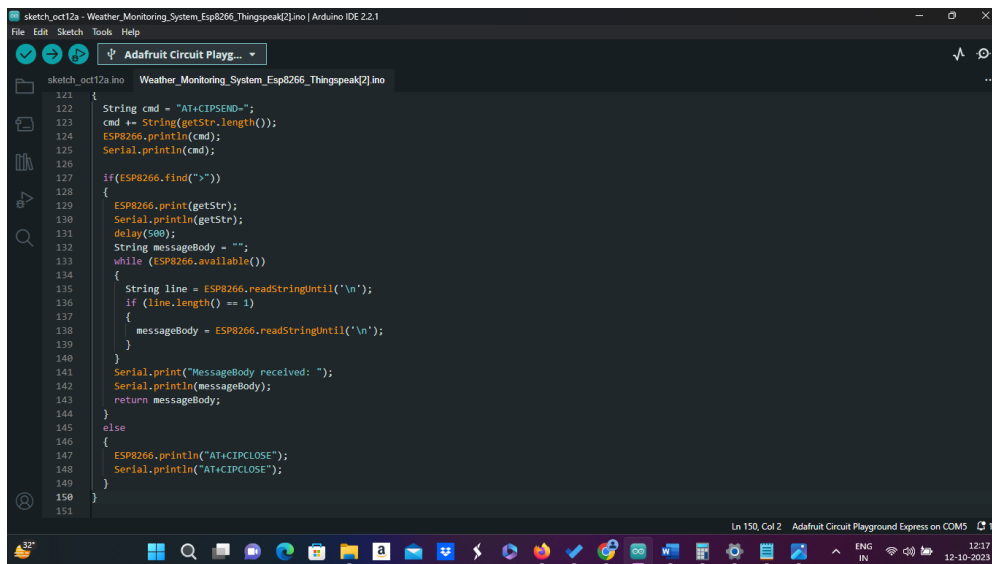 sketch_oct12a - Weather_Monitoring_System_Esp8266_Thingspeak[2].ino | Arduino IDE 2.2.1
File Edit Sketch Tools Help
Adafruit Circuit Playg...
sketch_oct12a.ino Weather_Monitoring_System_Esp8266_Thingspeak[2].ino
121 {
122 String cmd = "AT+CIPSEND=";
123 cmd += String(getStr.length());
124 ESP8266.println(cmd);
125 Serial.println(cmd);
126
127 if(ESP8266.find(">"))
128 {
129 ESP8266.print(getStr);
130 Serial.println(getStr);
131 delay(500);
132 String messageBody = "";
133 while (ESP8266.available())
134 {
135 String line = ESP8266.readStringUntil('\n');
136 if (line.length() == 1)
137 {
138 messageBody = ESP8266.readStringUntil('\n');
139 }
140 }
141 Serial.print("MessageBody received: ");
142 Serial.println(messageBody);
143 return messageBody;
144 }
145 else
146 {
147 ESP8266.println("AT+CIPCLOSE");
148 Serial.println("AT+CIPCLOSE");
149 }
150 }
151
Ln 150, Col 2 Adafruit Circuit Playground Express on COM5 1
32°
ENG
IN
12:17
12-10-2023